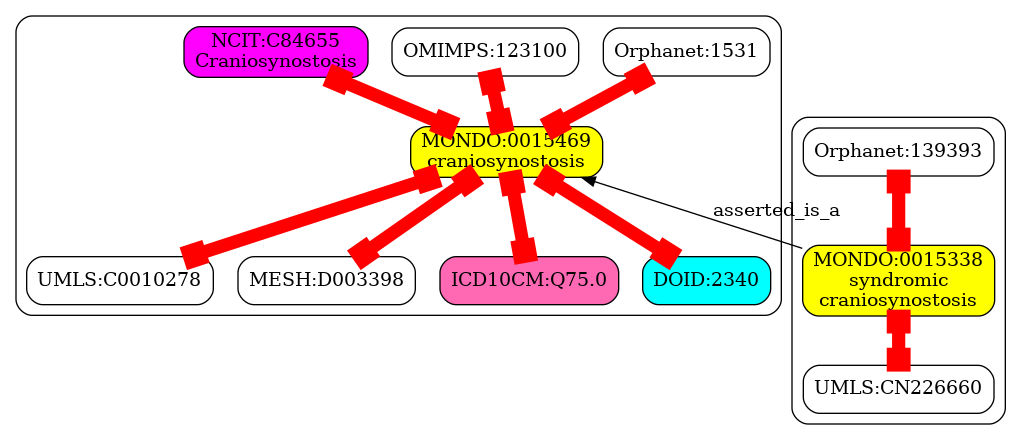 NCIT:C84655
Craniosynostosis
OMIMPS:123100
Orphanet:1531
MONDO:0015469
craniosynostosis
Orphanet:139393
asserted_is_a
UMLS:C0010278
MESH:D003398
ICD10CM:Q75.0
DOID:2340
MONDO:0015338
syndromic
craniosynostosis
UMLS:CN226660